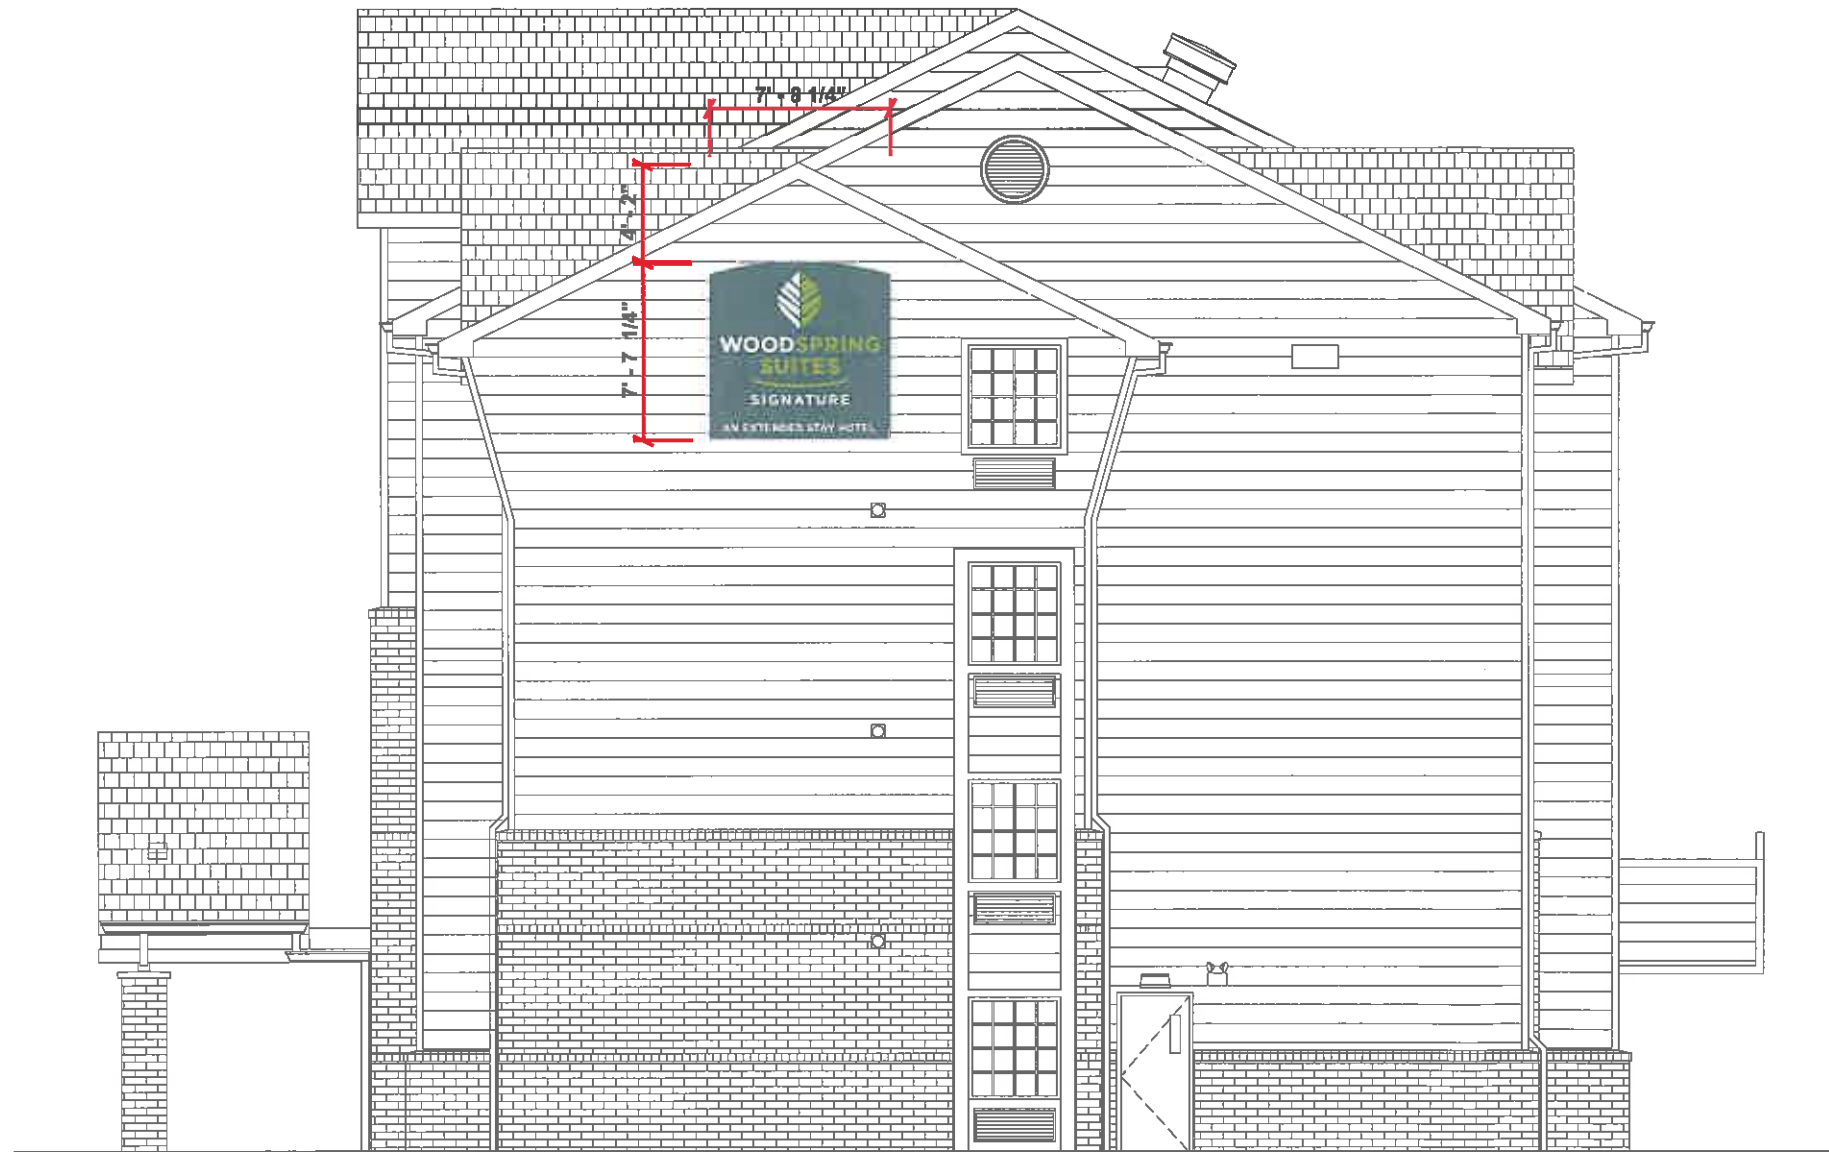 7' - 8 1/4"
4' - 2"
7' - 7 1/4"
WOODSPRING
SUITES
SIGNATURE
AN EXTENDED STAY HOTEL